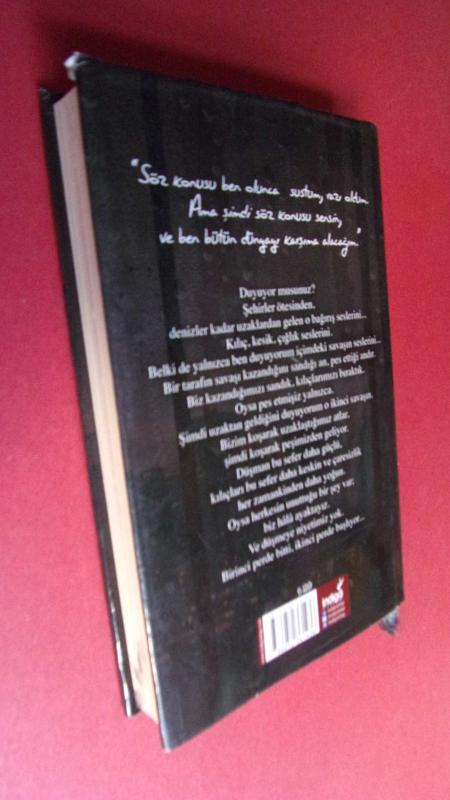 "Söz konusu ben olunca sustum, razı oldum.
Ama şimdi söz konusu sensin,
ve ben bütün dünyayı karşıma alacağım."
Duyuyor musunuz?
Şehirler ötesinden,
denizler kadar uzaklardan gelen o bağırış seslerini...
Kılıç, kesik, çığlık seslerini.
Belki de yalnızca ben duyuyorum içimdeki savaşın seslerini...
Bir tarafın savaşı kazandığını sandığı an, pes ettiği andır.
Biz kazandığımızı sandık, kılıçlarımızı bıraktık.
Oysa pes etmişiz yalnızca.
Şimdi uzaktan geldiğini duyuyorum o ikinci savaşın.
Bizim koşarak uzaklaştığımız atlar,
şimdi koşarak peşimizden geliyor.
Düşman bu sefer daha güçlü,
kılıçları bu sefer daha keskin ve çaresizlik
her zamankinden daha yoğun.
Oysa herkesin unuttuğu bir şey var;
biz hâlâ ayaktayız.
Ve düşmeye niyetimiz yok.
Birinci perde bitti, ikinci perde başlıyor...
indigo